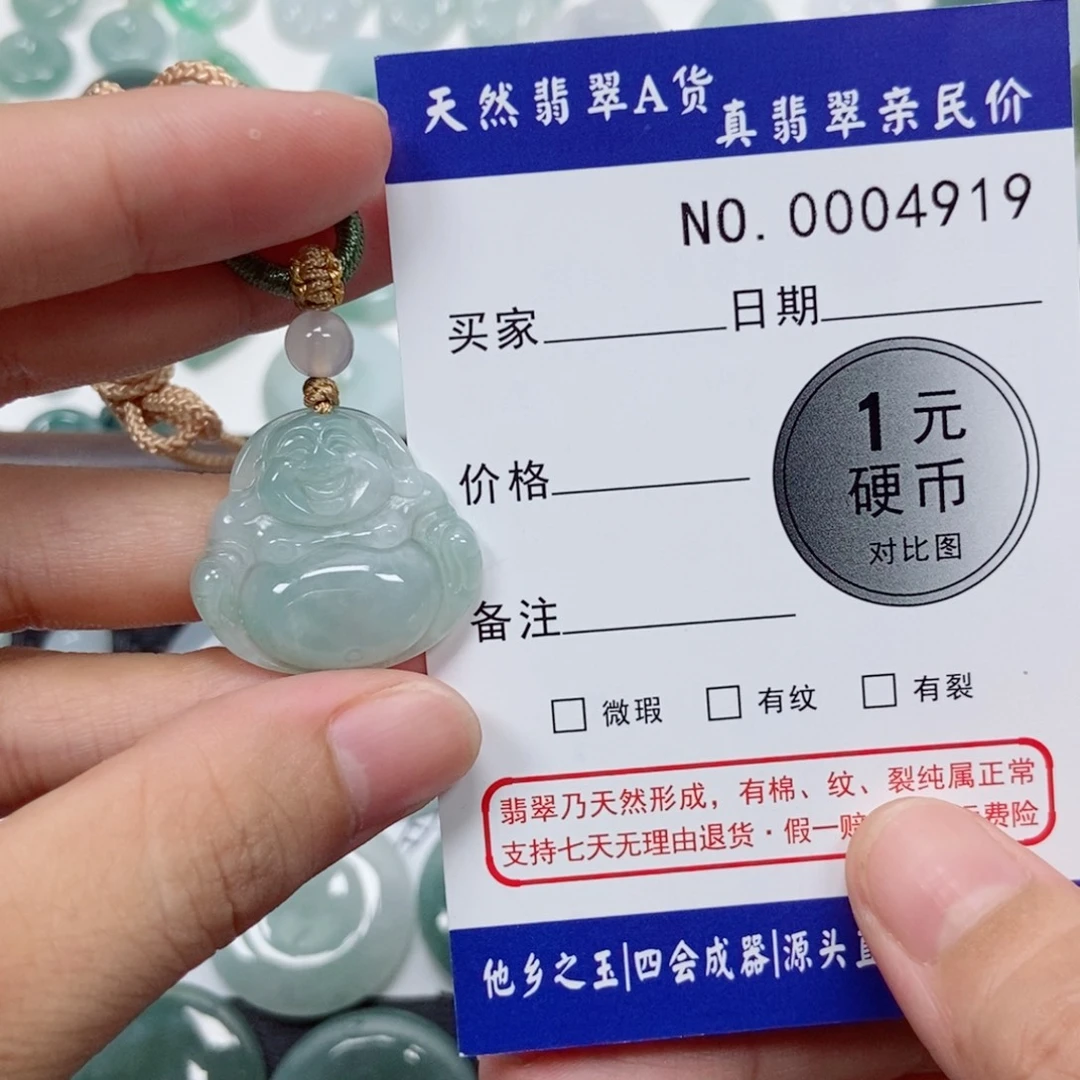 天然翡翠A货
真翡翠亲民价
NO.0004919
买家 日期
1元
硬币
对比图
价格
备注
□ 微瑕 □ 有纹 □ 有裂
翡翠乃天然形成，有棉、纹、裂纯属正常
支持七天无理由退货·假一赔 费险
他乡之玉|四会成器|源头